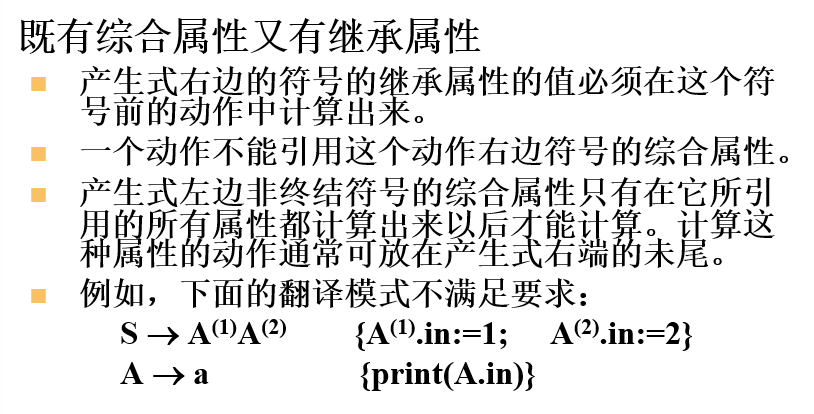 既有综合属性又有继承属性
产生式右边的符号的继承属性的值必须在这个符
号前的动作中计算出来。
一个动作不能引用这个动作右边符号的综合属性。
产生式左边非终结符号的综合属性只有在它所引
用的所有属性都计算出来以后才能计算。计算这
种属性的动作通常可放在产生式右端的未尾。
例如，下面的翻译模式不满足要求：
S → A⁽¹⁾A⁽²⁾ {A⁽¹⁾.in:=1; A⁽²⁾.in:=2}
A → a {print(A.in)}